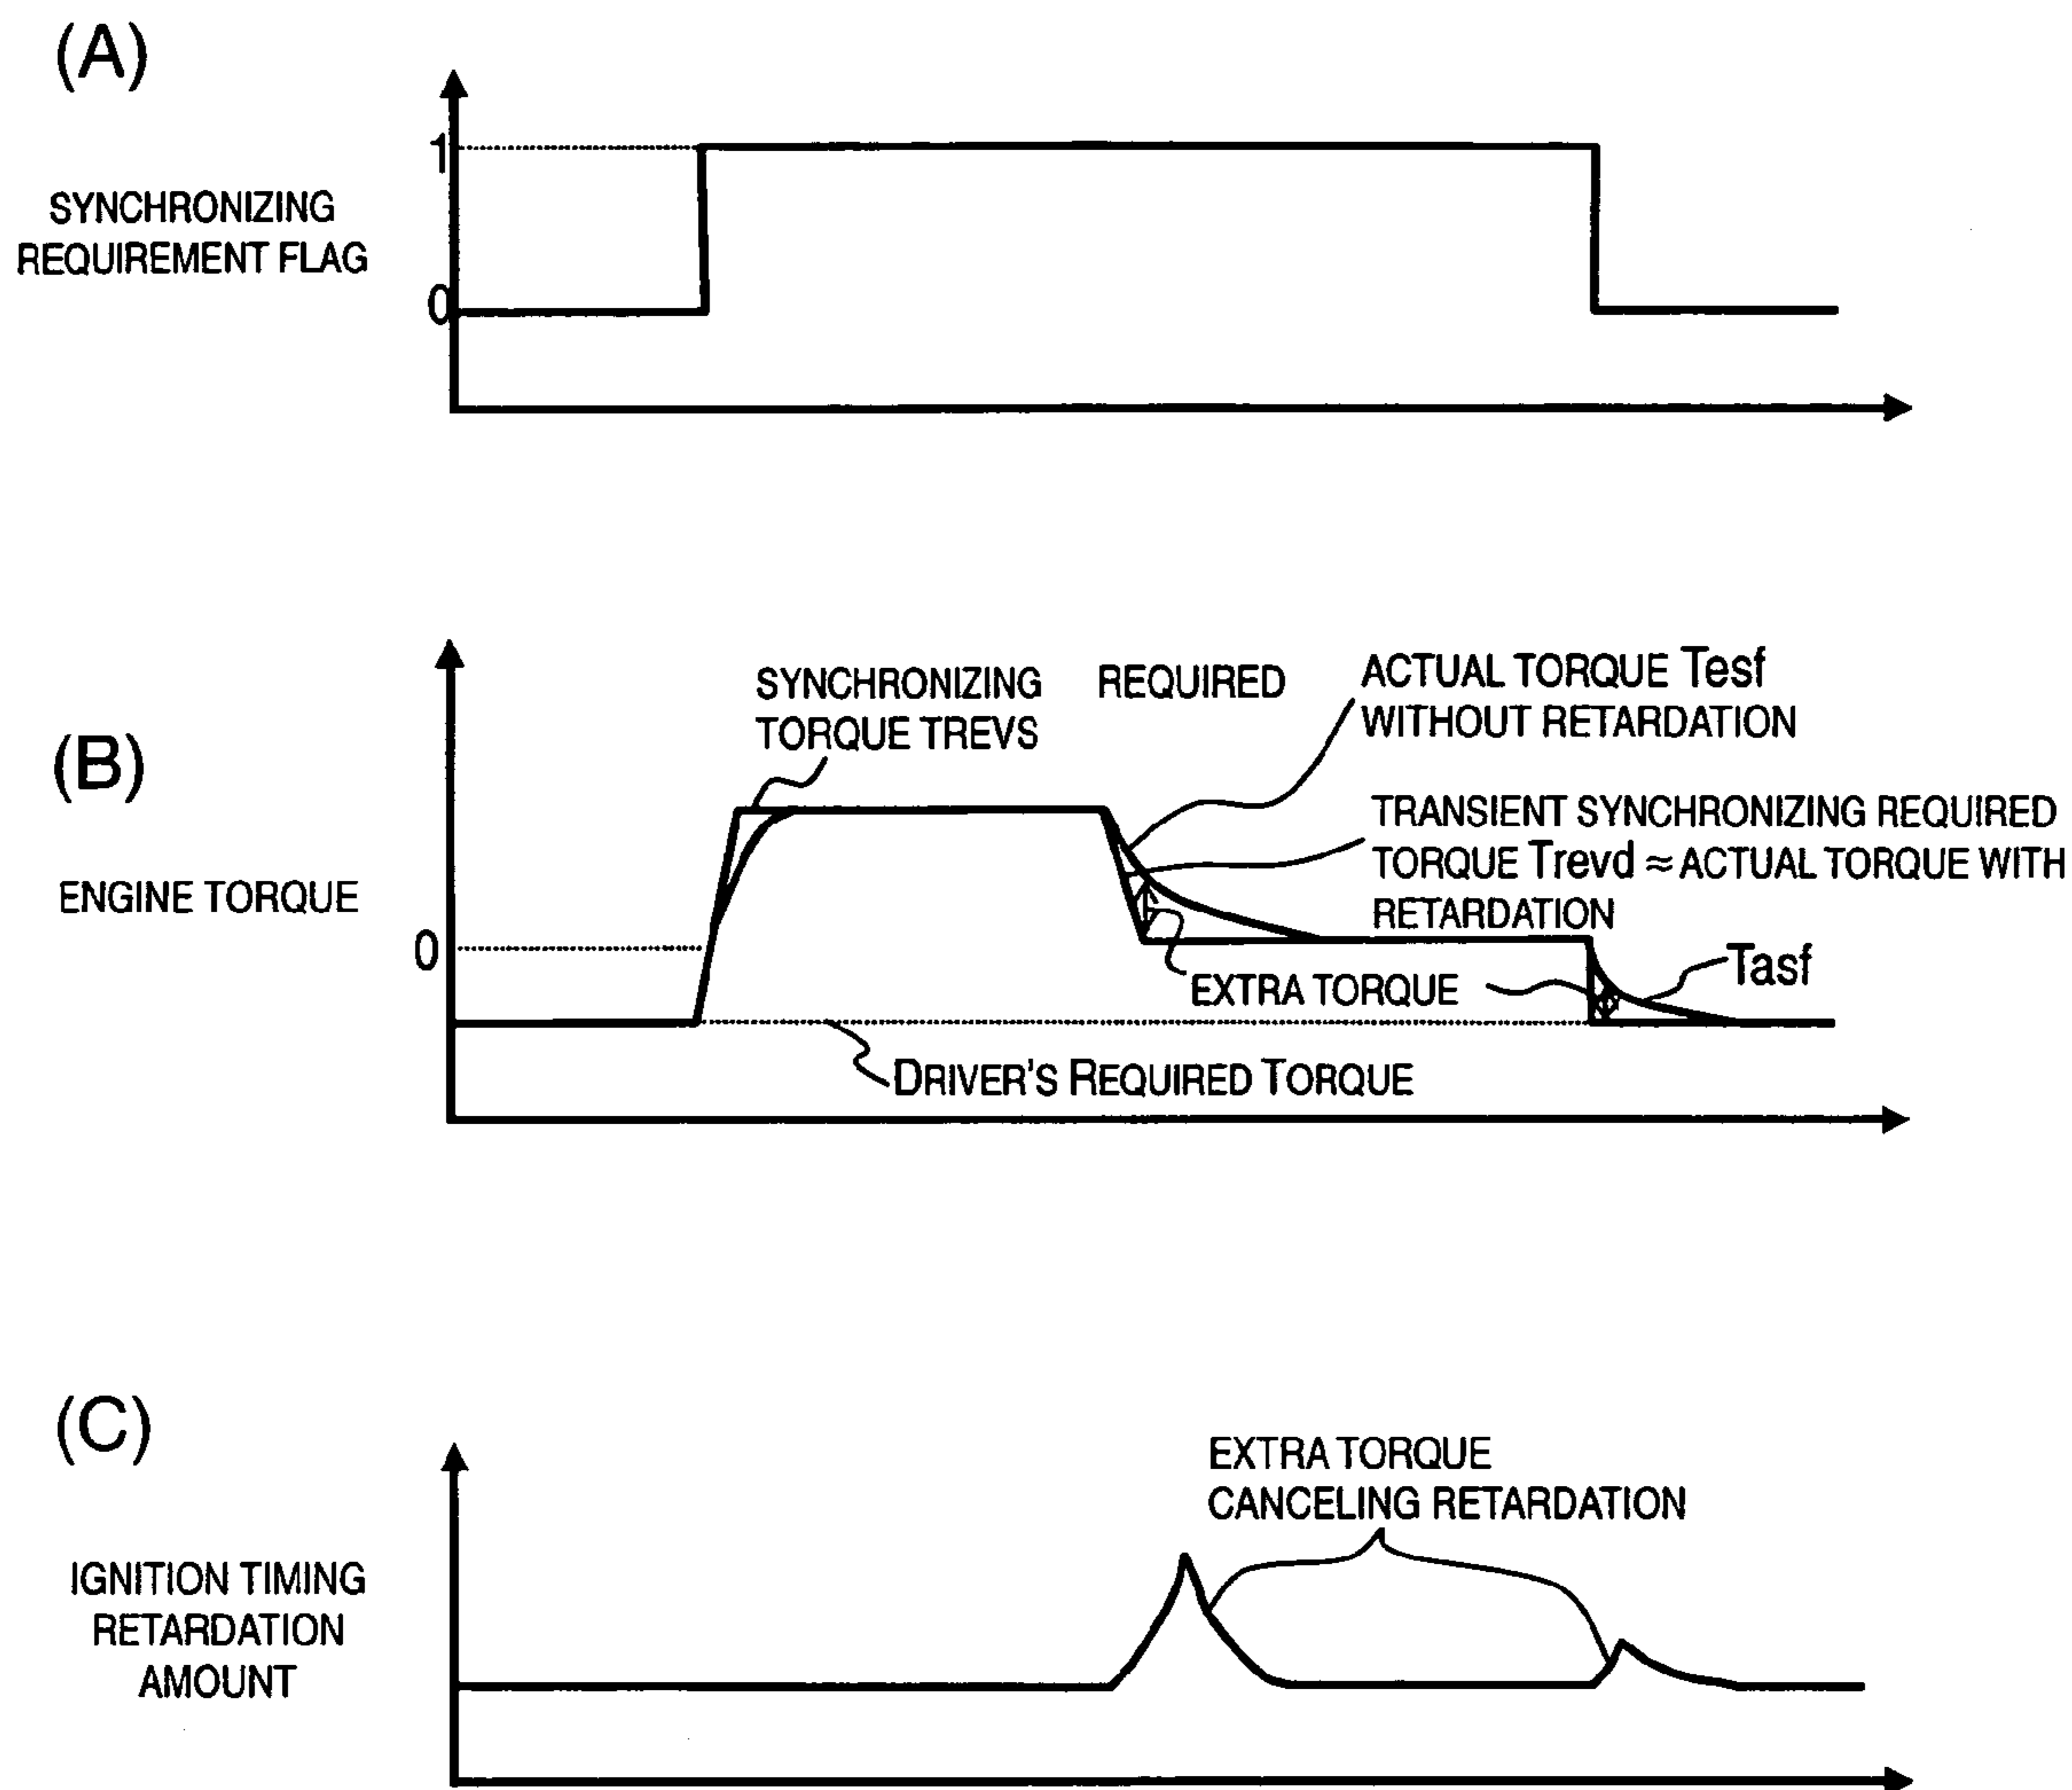 (A)
1
SYNCHRONIZING
REQUIREMENT FLAG
0
(B)
SYNCHRONIZING REQUIRED
TORQUE TREVS
ACTUAL TORQUE Tesf
WITHOUT RETARDATION
TRANSIENT SYNCHRONIZING REQUIRED
TORQUE Trevd ≈ ACTUAL TORQUE WITH
RETARDATION
ENGINE TORQUE
0
EXTRA TORQUE
Tasf
DRIVER'S REQUIRED TORQUE
(C)
EXTRA TORQUE
CANCELING RETARDATION
IGNITION TIMING
RETARDATION
AMOUNT